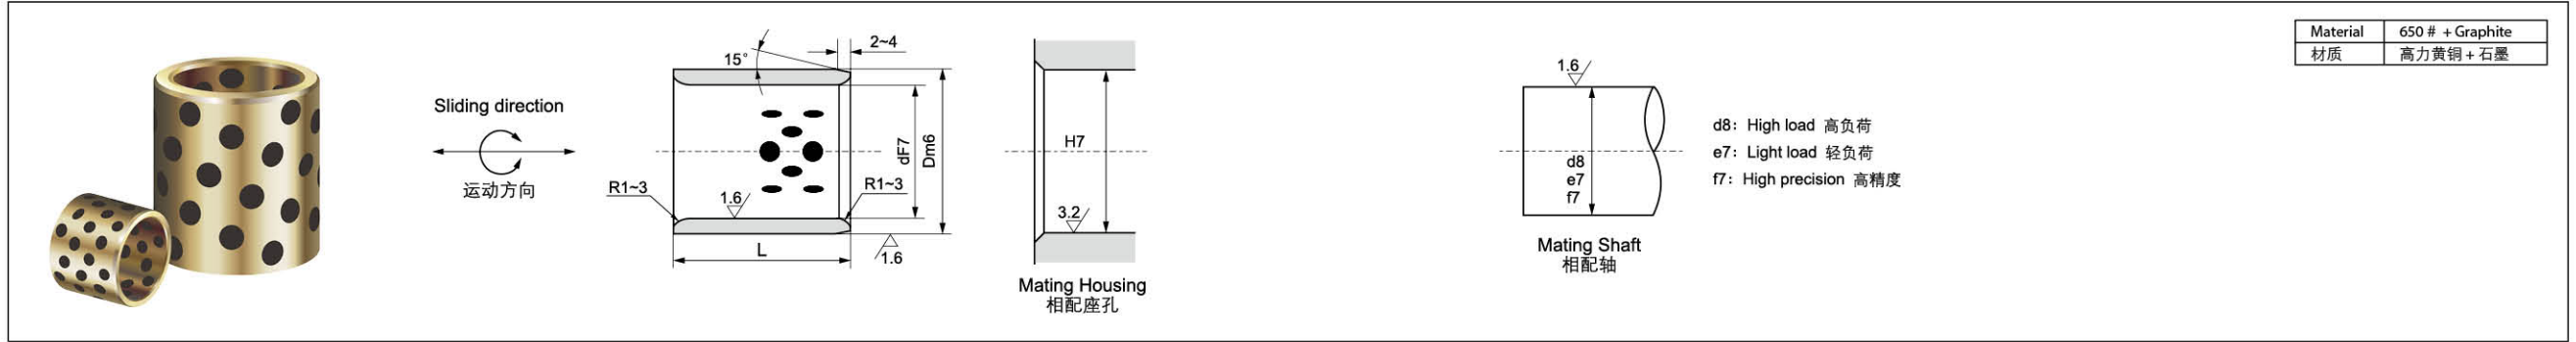 Sliding direction
运动方向
15°
2~4
R1~3
1.6
R1~3
dF7
Dm6
L
1.6
H7
3.2
Mating Housing
相配座孔
1.6
d8
e7
f7
Mating Shaft
相配轴
d8: High load 高负荷
e7: Light load 轻负荷
f7: High precision 高精度
Material 650 # + Graphite
材质 高力黄铜 + 石墨